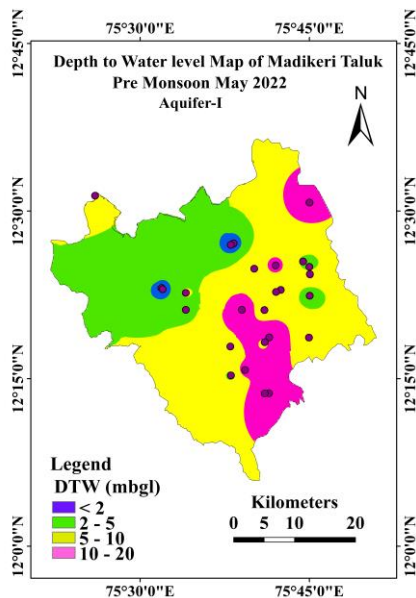 75°30'0"E 75°45'0"E
12°45'0"N 12°45'0"N
Depth to Water level Map of Madikeri Taluk
Pre Monsoon May 2022
Aquifer-I
N
12°30'0"N 12°30'0"N
12°15'0"N 12°15'0"N
Legend
DTW (mbgl)
< 2
2 - 5
5 - 10
10 - 20
Kilometers
0 5 10 20
12°0'0"N 12°0'0"N
75°30'0"E 75°45'0"E